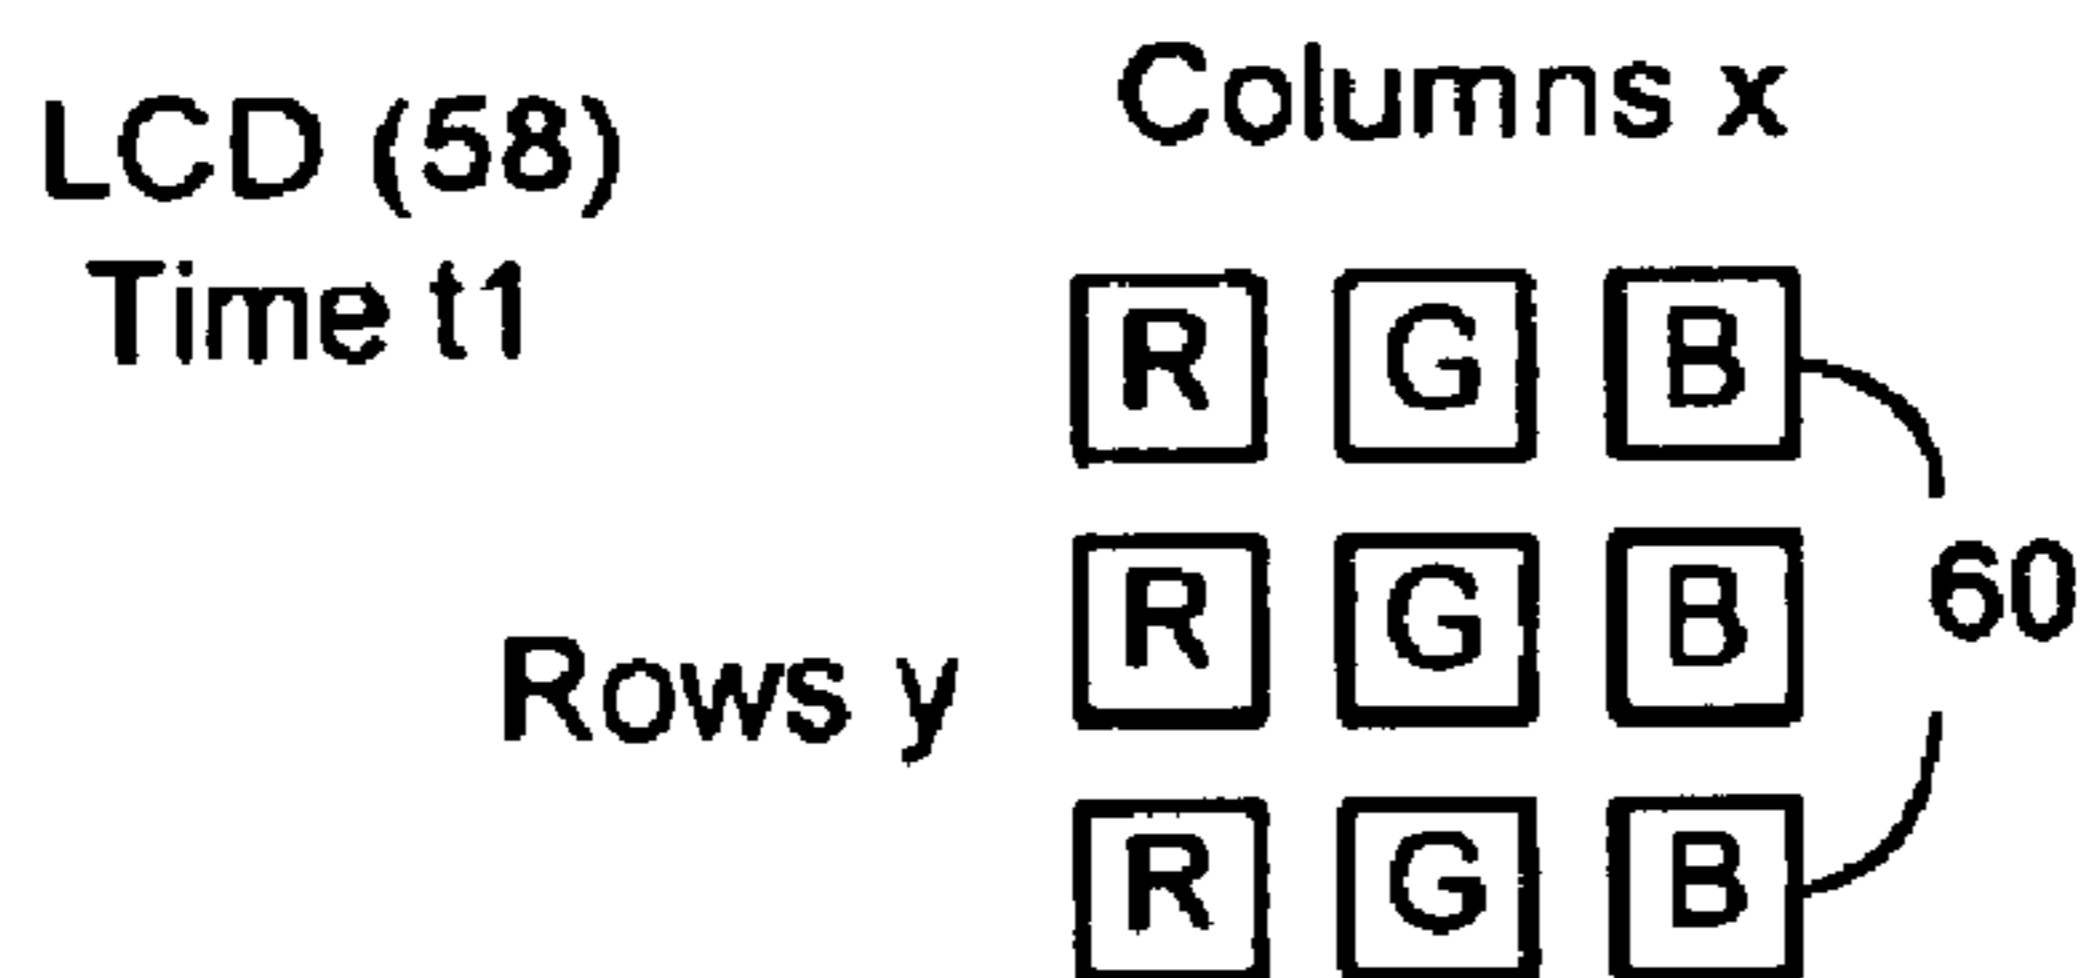 LCD (58)
Time t1
Columns x
R G B
R G B
60
Rows y
R G B